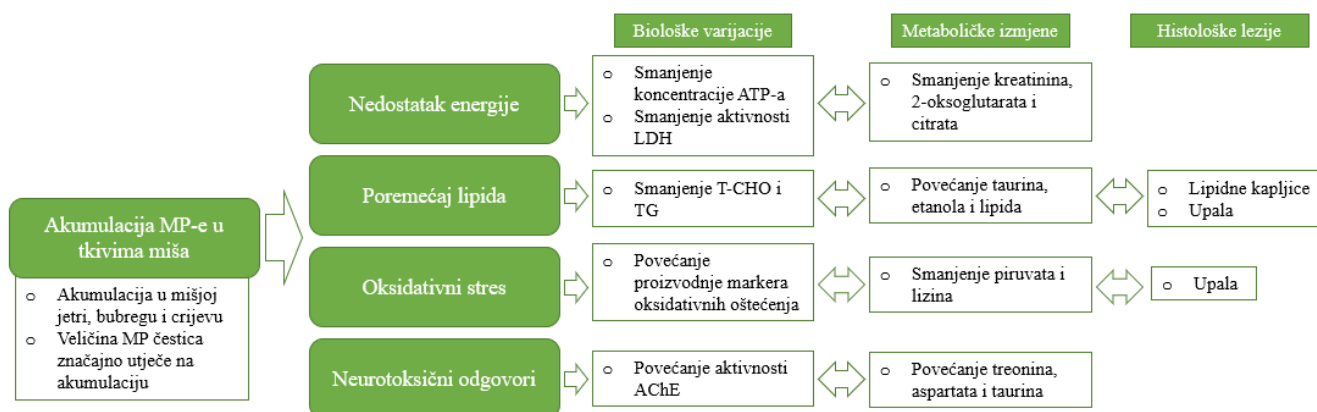 Biološke varijacije
Metaboličke izmjene
Histološke lezije
Nedostatak energije
o Smanjenje
koncentracije ATP-a
o Smanjenje aktivnosti
LDH
o Smanjenje kreatinina,
2-oksoglutarata i
citrata
Poremećaj lipida
o Smanjenje T-CHO i
TG
o Povećanje taurina,
etanola i lipida
o Lipidne kapljice
o Upala
Akumulacija MP-e u
tkivima miša
o Akumulacija u mišjoj
jetri, bubregu i crijevu
o Veličina MP čestica
značajno utječe na
akumulaciju
Oksidativni stres
o Povećanje
proizvodnje markera
oksidativnih oštećenja
o Smanjenje piruvata i
lizina
o Upala
Neurotoksični odgovori
o Povećanje aktivnosti
AChE
o Povećanje treonina,
aspartata i taurina